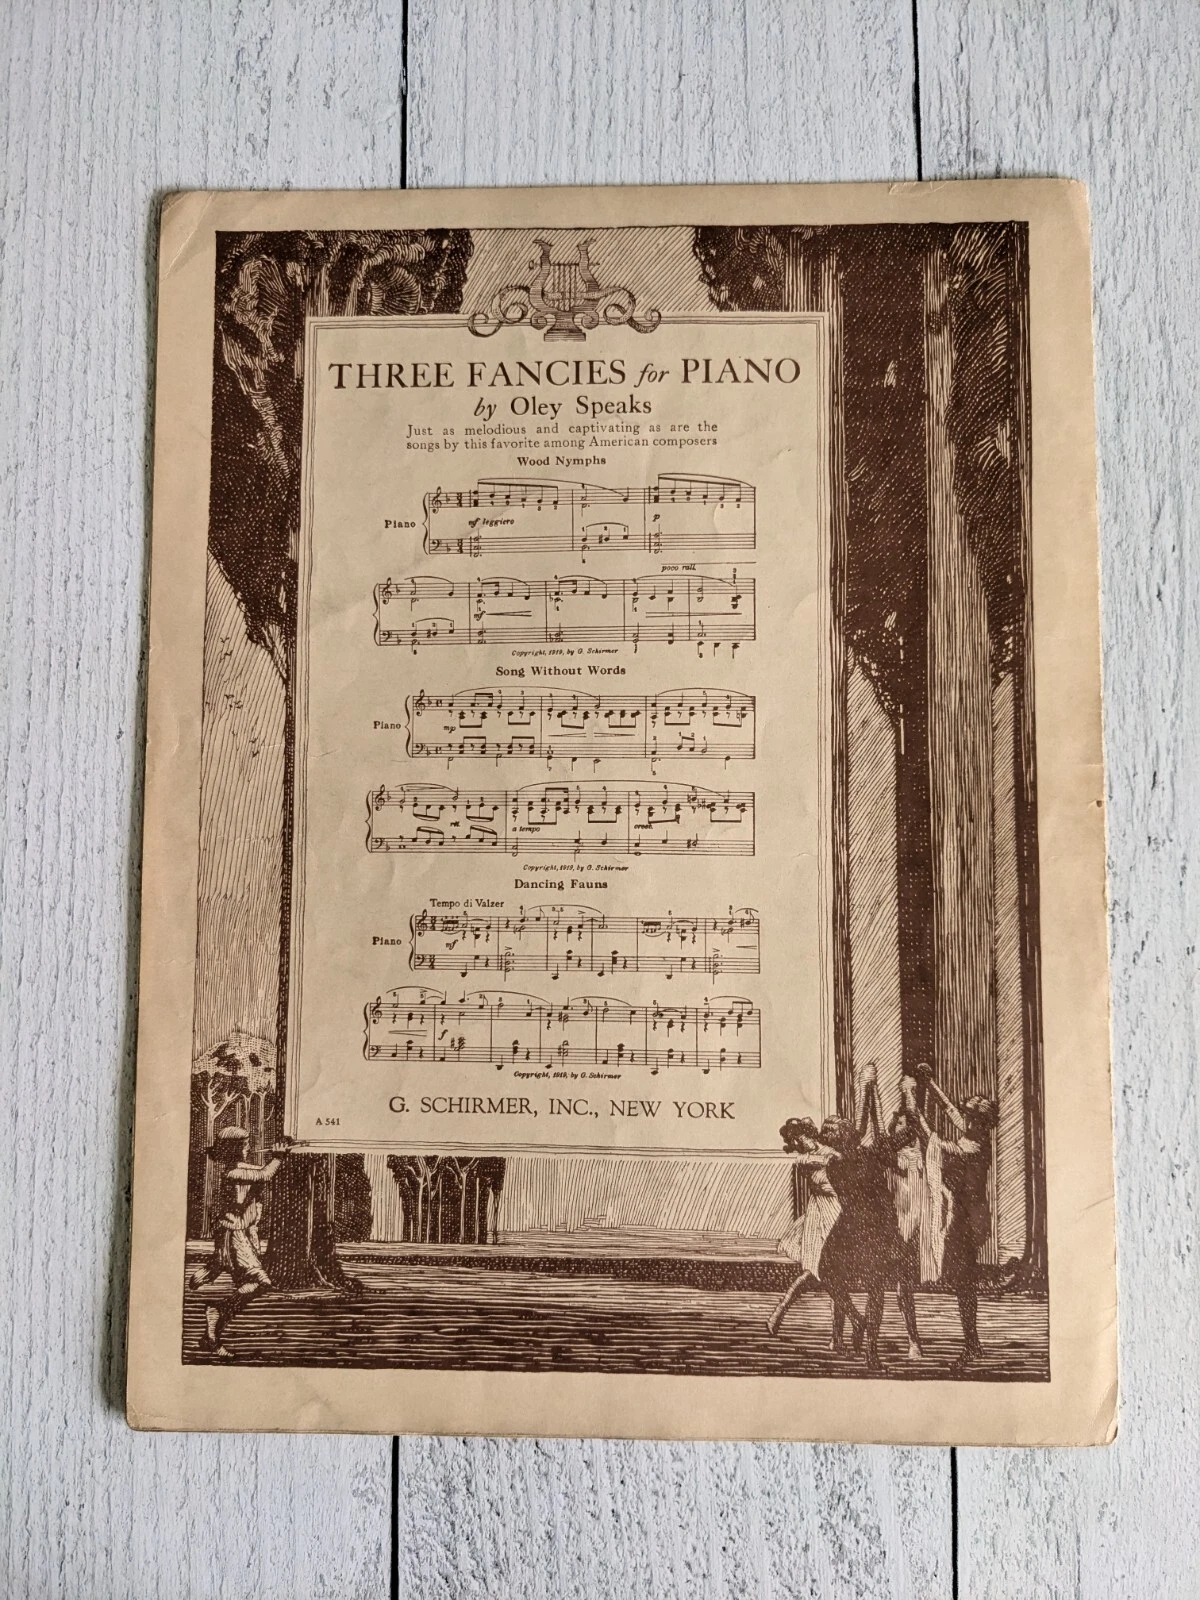 THREE FANCIES for PIANO
by Oley Speaks
Just as melodious and captivating as are the
songs by this favorite among American composers
Wood Nymphs
Piano
mf leggiero
p
poco rall.
mf
Copyright, 1919, by G. Schirmer
Song Without Words
Piano
mp
rit.
a tempo
cresc.
Copyright, 1919, by G. Schirmer
Dancing Fauns
Tempo di Valzer
Piano
mf
f
Copyright, 1919, by G. Schirmer
G. SCHIRMER, INC., NEW YORK
A 541